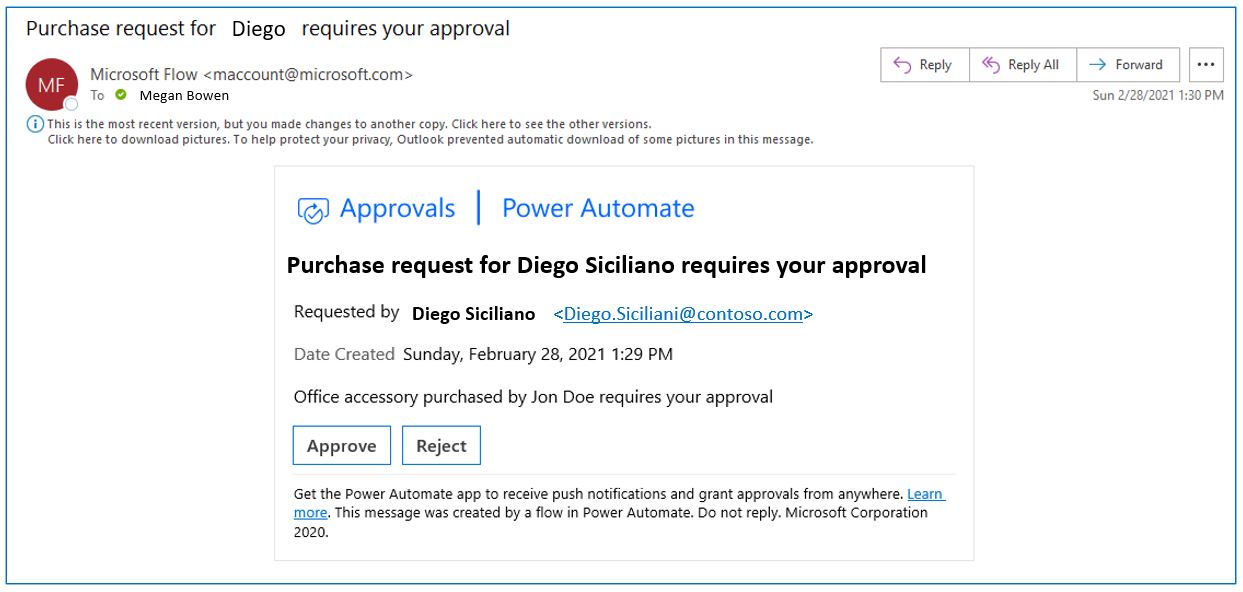 Purchase request for Diego requires your approval
MF
Microsoft Flow <maccount@microsoft.com>
To Megan Bowen
Reply Reply All Forward ...
Sun 2/28/2021 1:30 PM
This is the most recent version, but you made changes to another copy. Click here to see the other versions.
Click here to download pictures. To help protect your privacy, Outlook prevented automatic download of some pictures in this message.
Approvals | Power Automate
Purchase request for Diego Siciliano requires your approval
Requested by Diego Siciliano <Diego.Siciliani@contoso.com>
Date Created Sunday, February 28, 2021 1:29 PM
Office accessory purchased by Jon Doe requires your approval
Approve Reject
Get the Power Automate app to receive push notifications and grant approvals from anywhere. Learn
more. This message was created by a flow in Power Automate. Do not reply. Microsoft Corporation
2020.